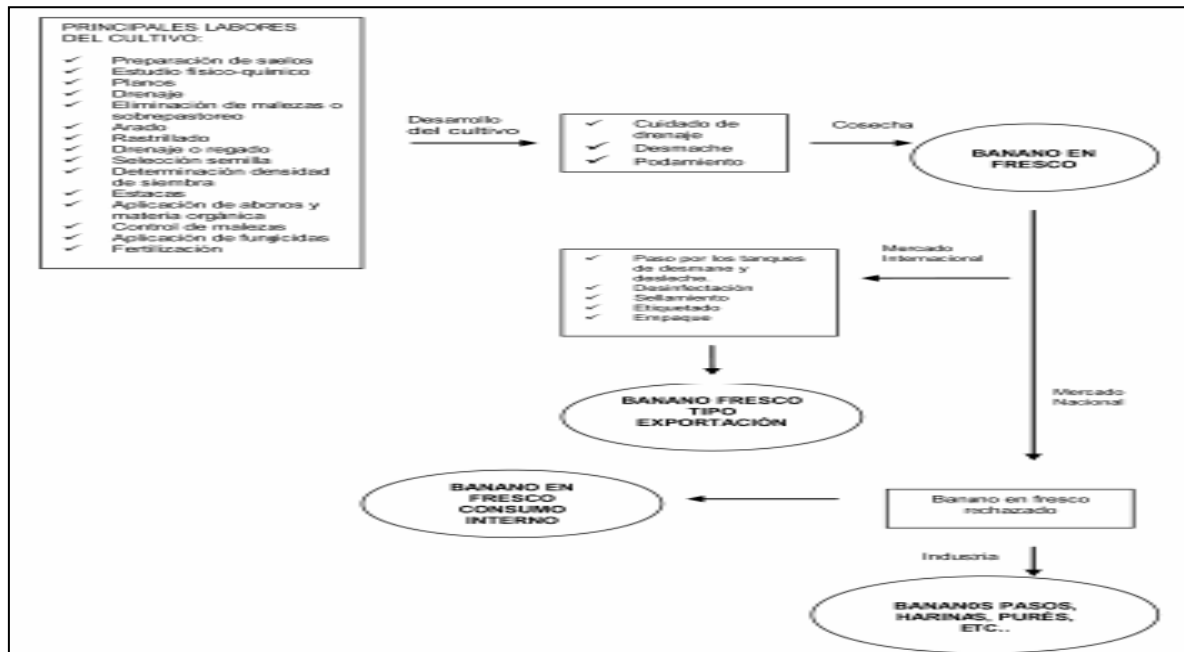 PRINCIPALES LABORES
DEL CULTIVO:
✓ Preparación de suelos
✓ Estudio físico-químico
✓ Planos
✓ Drenaje
✓ Eliminación de malezas o
sobrepastoreo
✓ Arado
✓ Rastrillado
✓ Drenaje o regado
✓ Selección semilla
✓ Determinación densidad
de siembra
✓ Estacas
✓ Aplicación de abonos y
materia orgánica
✓ Control de malezas
✓ Aplicación de fungicidas
✓ Fertilización
Desarrollo
del cultivo
✓ Cuidado de
drenaje
✓ Desmache
✓ Podamiento
Cosecha
BANANO EN
FRESCO
Mercado
Internacional
✓ Paso por los tanques
de desmane y
desleche.
✓ Desinfectación
✓ Sellamiento
✓ Etiquetado
✓ Empaque
BANANO FRESCO
TIPO
EXPORTACIÓN
Mercado
Nacional
Banano en fresco
rechazado
BANANO EN
FRESCO
CONSUMO
INTERNO
Industria
BANANOS PASOS,
HARINAS, PURÉS,
ETC..